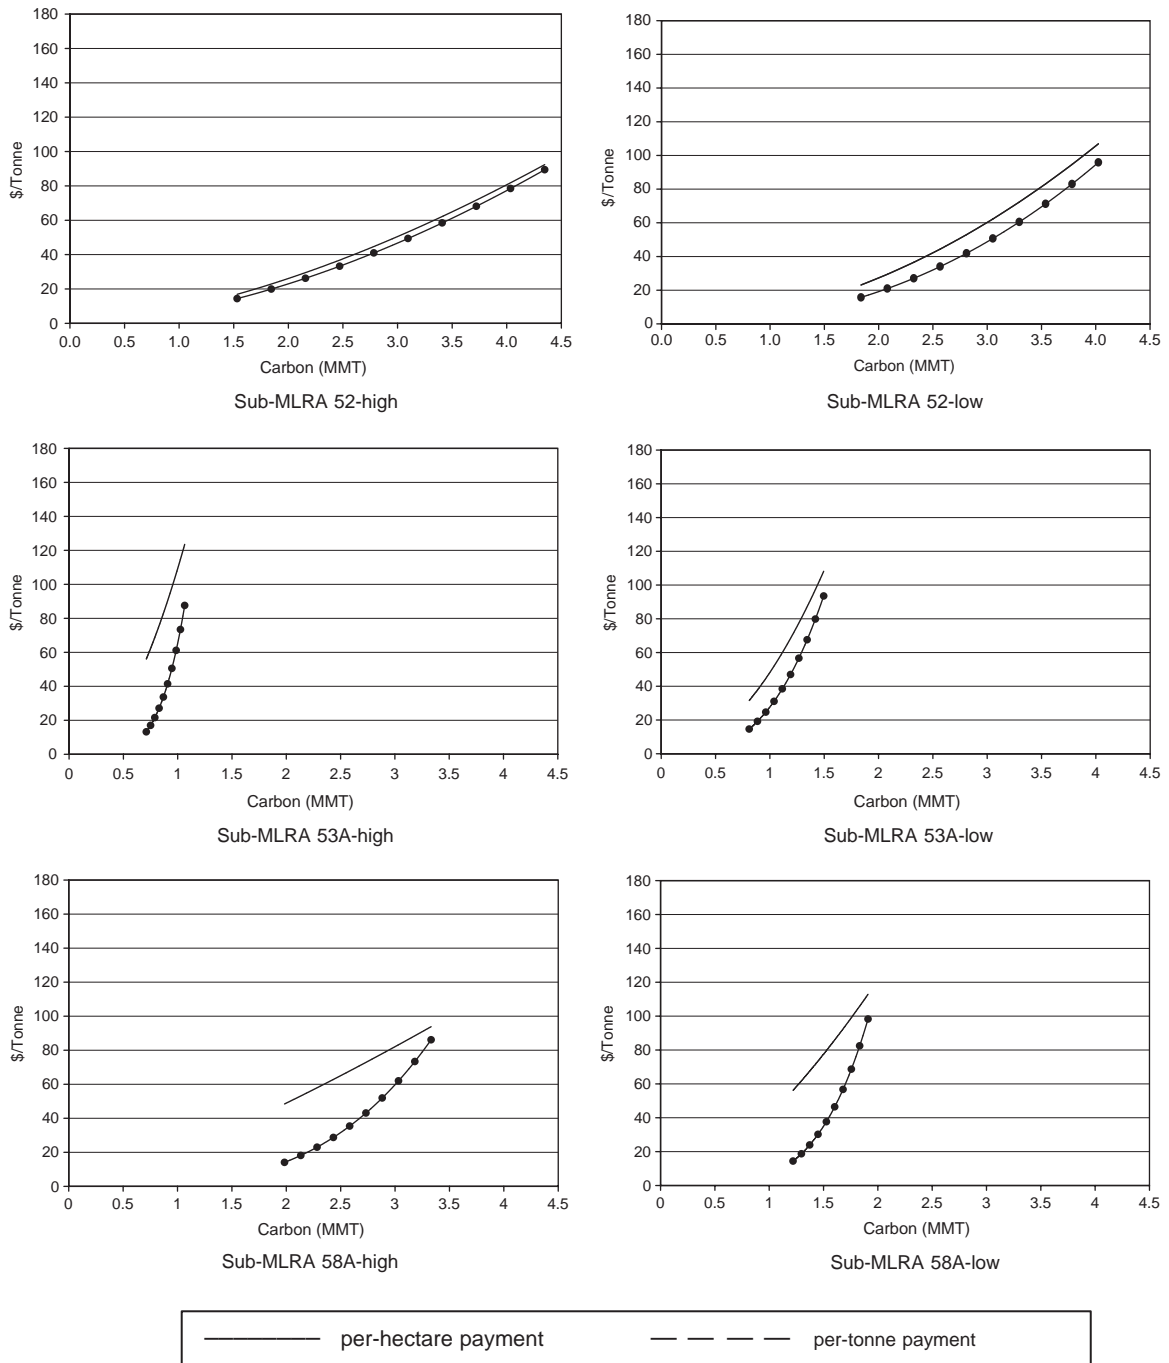 180
160
140
120
100
80
60
40
20
0
$/Tonne
0.0 0.5 1.0 1.5 2.0 2.5 3.0 3.5 4.0 4.5
Carbon (MMT)
Sub-MLRA 52-high
180
160
140
120
100
80
60
40
20
0
$/Tonne
0.0 0.5 1.0 1.5 2.0 2.5 3.0 3.5 4.0 4.5
Carbon (MMT)
Sub-MLRA 52-low
180
160
140
120
100
80
60
40
20
0
$/Tonne
0 0.5 1 1.5 2 2.5 3 3.5 4 4.5
Carbon (MMT)
Sub-MLRA 53A-high
180
160
140
120
100
80
60
40
20
0
$/Tonne
0 0.5 1 1.5 2 2.5 3 3.5 4 4.5
Carbon (MMT)
Sub-MLRA 53A-low
180
160
140
120
100
80
60
40
20
0
$/Tonne
0 0.5 1 1.5 2 2.5 3 3.5 4 4.5
Carbon (MMT)
Sub-MLRA 58A-high
180
160
140
120
100
80
60
40
20
0
$/Tonne
0 0.5 1 1.5 2 2.5 3 3.5 4 4.5
Carbon (MMT)
Sub-MLRA 58A-low
per-hectare payment per-tonne payment